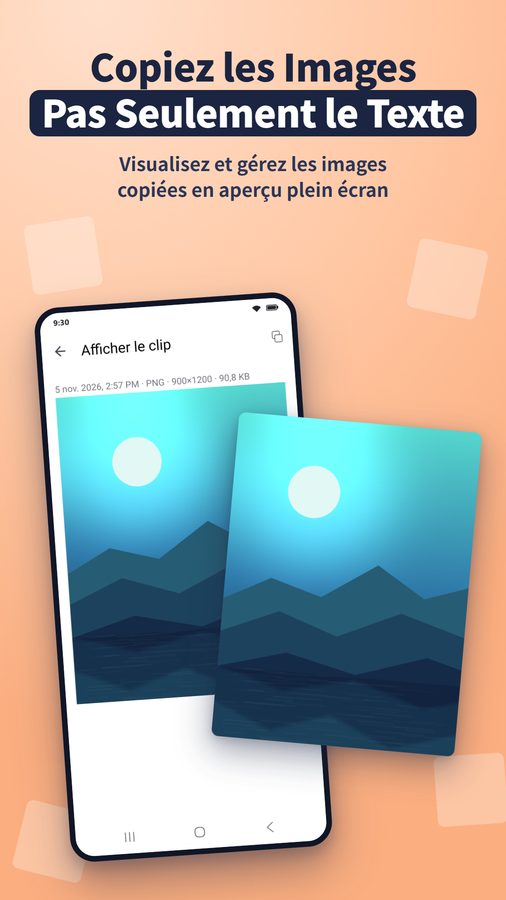 Copiez les Images
Pas Seulement le Texte
Visualisez et gérez les images
copiées en aperçu plein écran
9:30
Afficher le clip
5 nov. 2026, 2:57 PM · PNG · 900×1200 · 90,8 KB